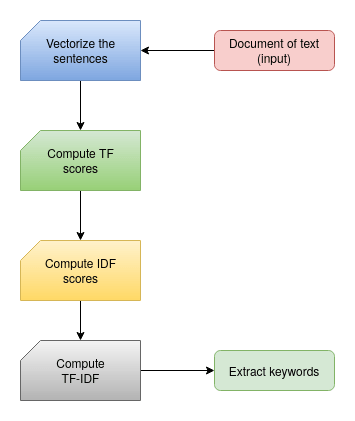 Vectorize the
sentences
Document of text
(input)
Compute TF
scores
Compute IDF
scores
Compute
TF-IDF
Extract keywords